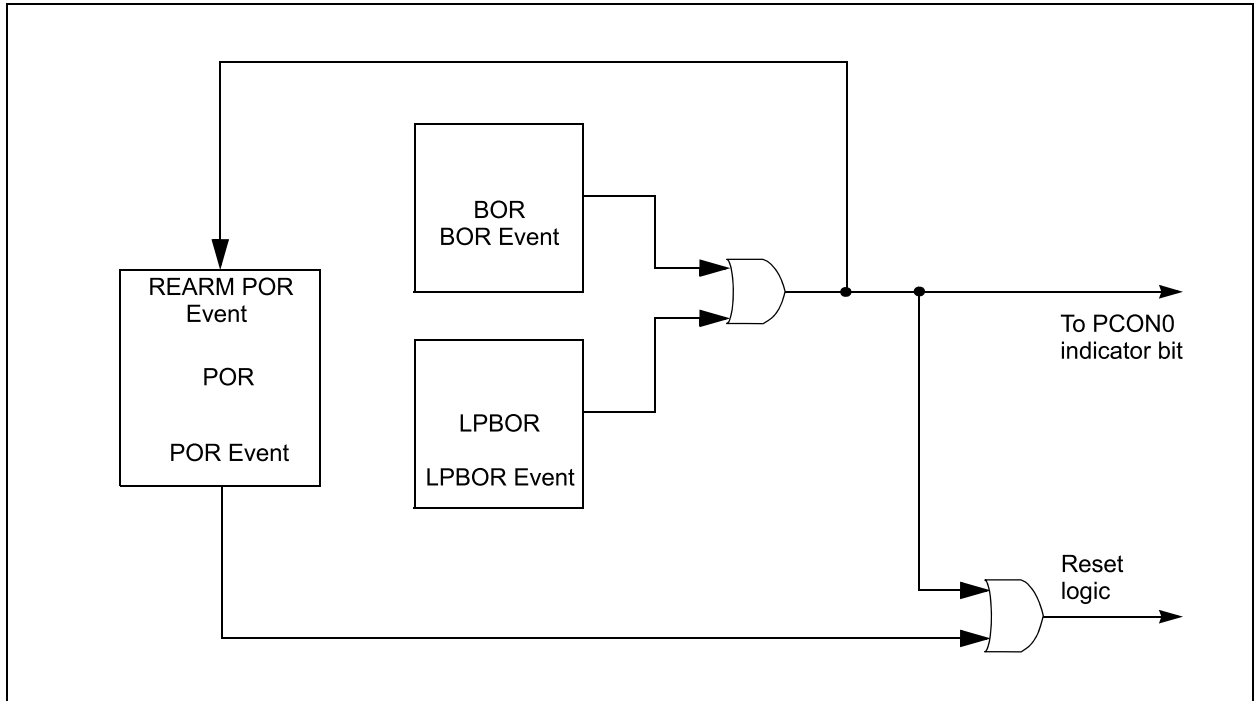 REARM POR
Event
POR
POR Event
BOR
BOR Event
LPBOR
LPBOR Event
To PCON0
indicator bit
Reset
logic